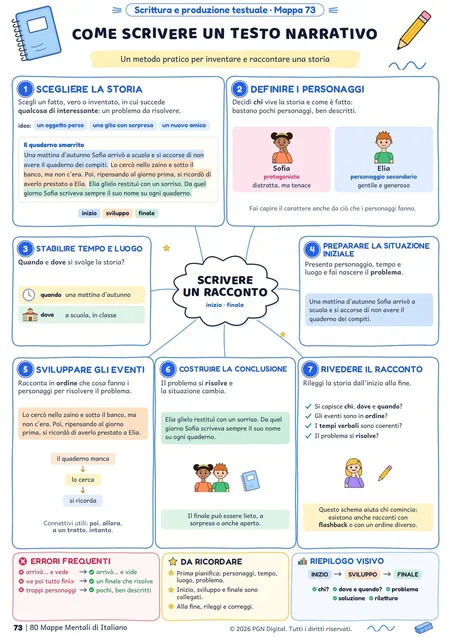 Scrittura e produzione testuale · Mappa 73
COME SCRIVERE UN TESTO NARRATIVO
Un metodo pratico per inventare e raccontare una storia
1 SCEGLIERE LA STORIA
Scegli un fatto, vero o inventato, in cui succede
qualcosa di interessante: un problema da risolvere.
idee: un oggetto perso una gita con sorpresa un nuovo amico
Il quaderno smarrito
Una mattina d'autunno Sofia arrivò a scuola e si accorse di non
avere il quaderno dei compiti. Lo cercò nello zaino e sotto il
banco, ma non c'era. Poi, ripensando al giorno prima, si ricordò di
averlo prestato a Elia. Elia glielo restituì con un sorriso. Da quel
giorno Sofia scriveva sempre il suo nome su ogni quaderno.
inizio sviluppo finale
2 DEFINIRE I PERSONAGGI
Decidi chi vive la storia e come è fatto:
bastano pochi personaggi, ben descritti.
Sofia
protagonista
distratta, ma tenace
Elia
personaggio secondario
gentile e generoso
Fai capire il carattere anche da ciò che i personaggi fanno.
3 STABILIRE TEMPO E LUOGO
Quando e dove si svolge la storia?
quando una mattina d'autunno
dove a scuola, in classe
SCRIVERE
UN RACCONTO
inizio · finale
4 PREPARARE LA SITUAZIONE
INIZIALE
Presenta personaggio, tempo e
luogo e fai nascere il problema.
Una mattina d'autunno Sofia arrivò a
scuola e si accorse di non avere il
quaderno dei compiti.
5 SVILUPPARE GLI EVENTI
Racconta in ordine che cosa fanno i
personaggi per risolvere il problema.
Lo cercò nello zaino e sotto il banco, ma
non c'era. Poi, ripensando al giorno
prima, si ricordò di averlo prestato a Elia.
il quaderno manca
lo cerca
si ricorda
Connettivi utili: poi, allora,
a un tratto, intanto.
6 COSTRUIRE LA CONCLUSIONE
Il problema si risolve e
la situazione cambia.
Elia glielo restituì con un sorriso. Da quel
giorno Sofia scriveva sempre il suo nome
su ogni quaderno.
Il finale può essere lieto, a
sorpresa o anche aperto.
7 RIVEDERE IL RACCONTO
Rileggi la storia dall'inizio alla fine.
✓ Si capisce chi, dove e quando?
✓ Gli eventi sono in ordine?
✓ I tempi verbali sono coerenti?
✓ Il problema si risolve?
Questo schema aiuta chi comincia;
esistono anche racconti con
flashback o con un ordine diverso.
ERRORI FREQUENTI
arrivò... e vede → arrivò... e vide
«e poi tutto finì» → un finale che risolve
troppi personaggi → pochi, ben descritti
DA RICORDARE
Prima pianifica: personaggi, tempo,
luogo, problema.
Inizio, sviluppo e finale sono
collegati.
Alla fine, rileggi e correggi.
RIEPILOGO VISIVO
INIZIO → SVILUPPO → FINALE
chi? dove e quando? problema
soluzione rilettura
73 | 80 Mappe Mentali di Italiano
© 2026 PGN Digital. Tutti i diritti riservati.